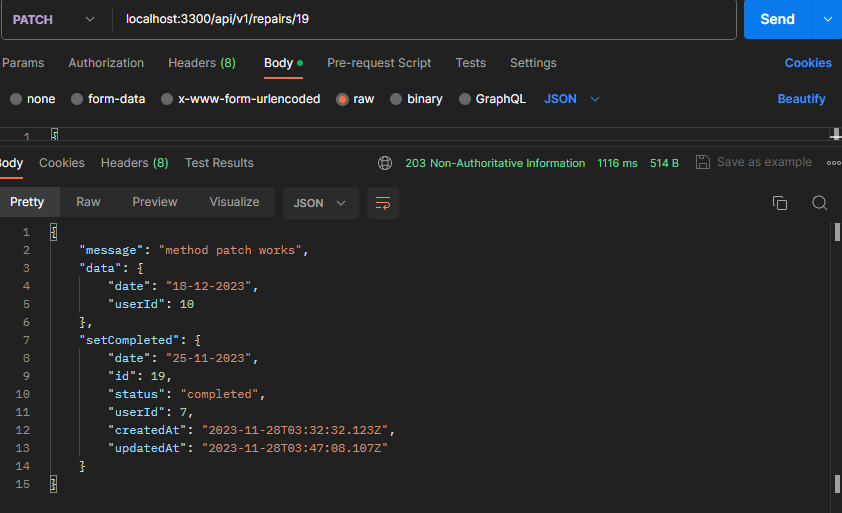 PATCH localhost:3300/api/v1/repairs/19 Send
Params Authorization Headers (8) Body Pre-request Script Tests Settings Cookies
none form-data x-www-form-urlencoded raw binary GraphQL JSON Beautify
1 {
Body Cookies Headers (8) Test Results 203 Non-Authoritative Information 1116 ms 514 B Save as example
Pretty Raw Preview Visualize JSON
1 {
2 "message": "method patch works",
3 "data": {
4 "date": "18-12-2023",
5 "userId": 10
6 },
7 "setCompleted": {
8 "date": "25-11-2023",
9 "id": 19,
10 "status": "completed",
11 "userId": 7,
12 "createdAt": "2023-11-28T03:32:32.123Z",
13 "updatedAt": "2023-11-28T03:47:08.107Z"
14 }
15 }